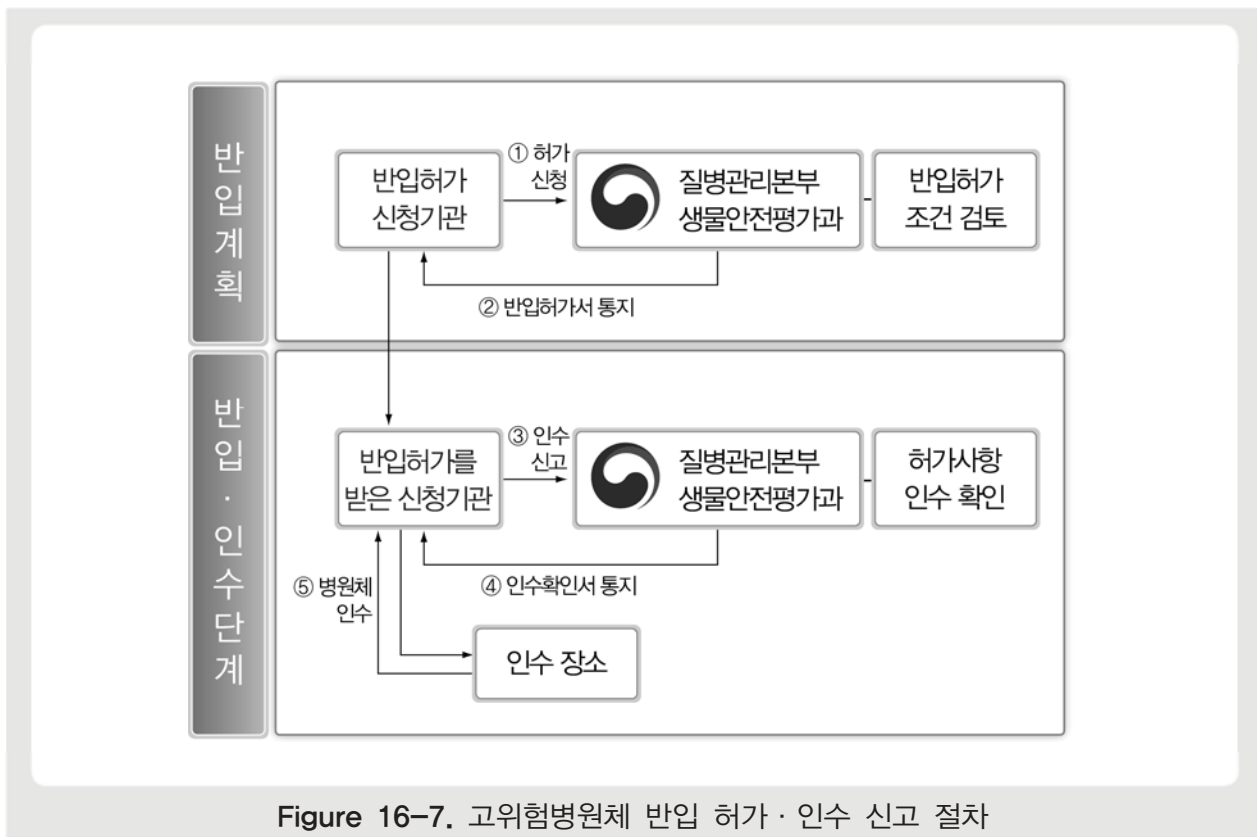 반입계획
① 허가
신청
반입허가
신청기관
질병관리본부
생물안전평가과
반입허가
조건 검토
② 반입허가서 통지
반입 · 인수단계
③ 인수
신고
반입허가를
받은 신청기관
질병관리본부
생물안전평가과
허가사항
인수 확인
④ 인수확인서 통지
⑤ 병원체
인수
인수 장소
Figure 16-7. 고위험병원체 반입 허가 · 인수 신고 절차